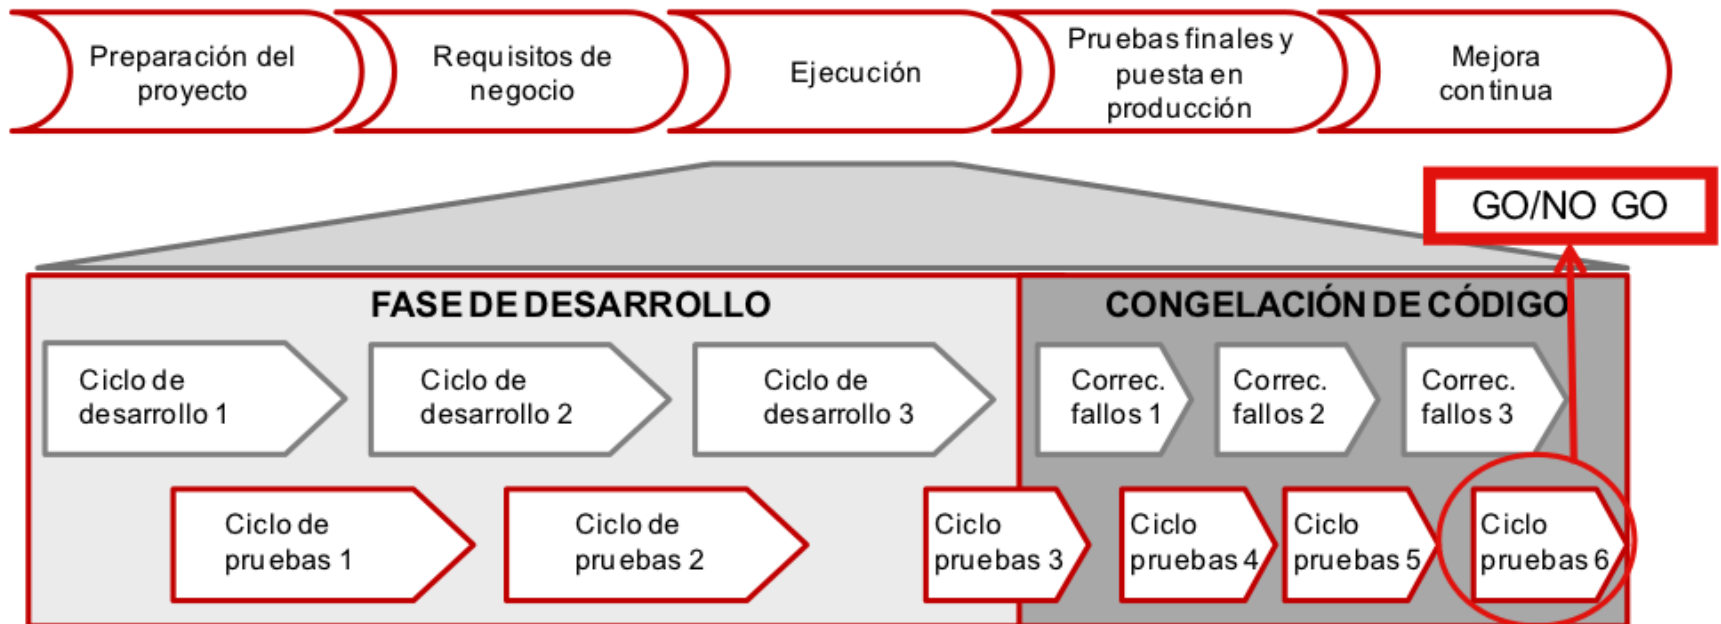 Preparación del
proyecto
Requisitos de
negocio
Ejecución
Pruebas finales y
puesta en
producción
Mejora
continua
GO/NO GO
FASE DE DESARROLLO
CONGELACIÓN DE CÓDIGO
Ciclo de
desarrollo 1
Ciclo de
desarrollo 2
Ciclo de
desarrollo 3
Correc.
fallos 1
Correc.
fallos 2
Correc.
fallos 3
Ciclo de
pruebas 1
Ciclo de
pruebas 2
Ciclo
pruebas 3
Ciclo
pruebas 4
Ciclo
pruebas 5
Ciclo
pruebas 6